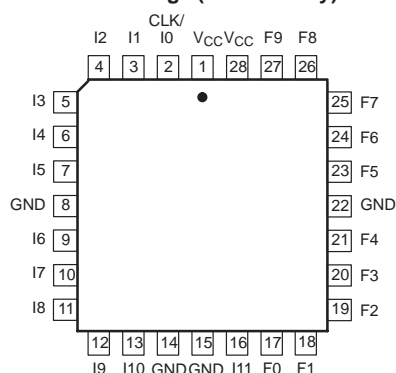 CLK/
I2 I1 I0 VCC VCC F9 F8
4 3 2 1 28 27 26
I3 5 25 F7
I4 6 24 F6
I5 7 23 F5
GND 8 22 GND
I6 9 21 F4
I7 10 20 F3
I8 11 19 F2
12 13 14 15 16 17 18
I9 I10 GND GND I11 F0 F1